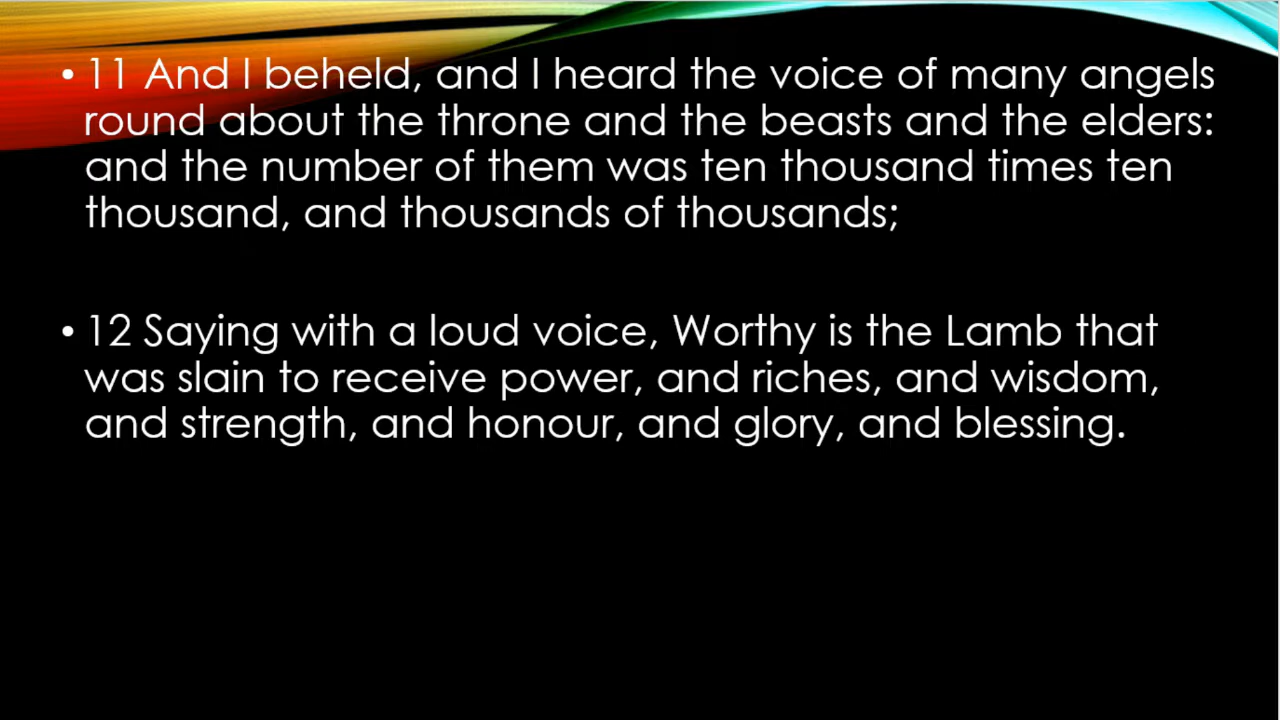 • 11 And I beheld, and I heard the voice of many angels
round about the throne and the beasts and the elders:
and the number of them was ten thousand times ten
thousand, and thousands of thousands;
• 12 Saying with a loud voice, Worthy is the Lamb that
was slain to receive power, and riches, and wisdom,
and strength, and honour, and glory, and blessing.